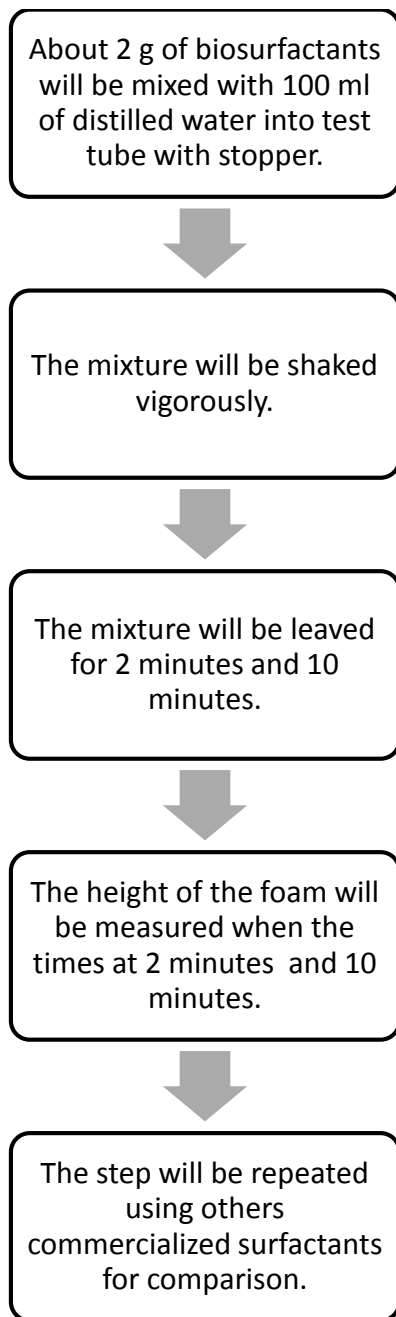 About 2 g of biosurfactants
will be mixed with 100 ml
of distilled water into test
tube with stopper.
The mixture will be shaked
vigorously.
The mixture will be leaved
for 2 minutes and 10
minutes.
The height of the foam will
be measured when the
times at 2 minutes  and 10
minutes.
The step will be repeated
using others
commercialized surfactants
for comparison.